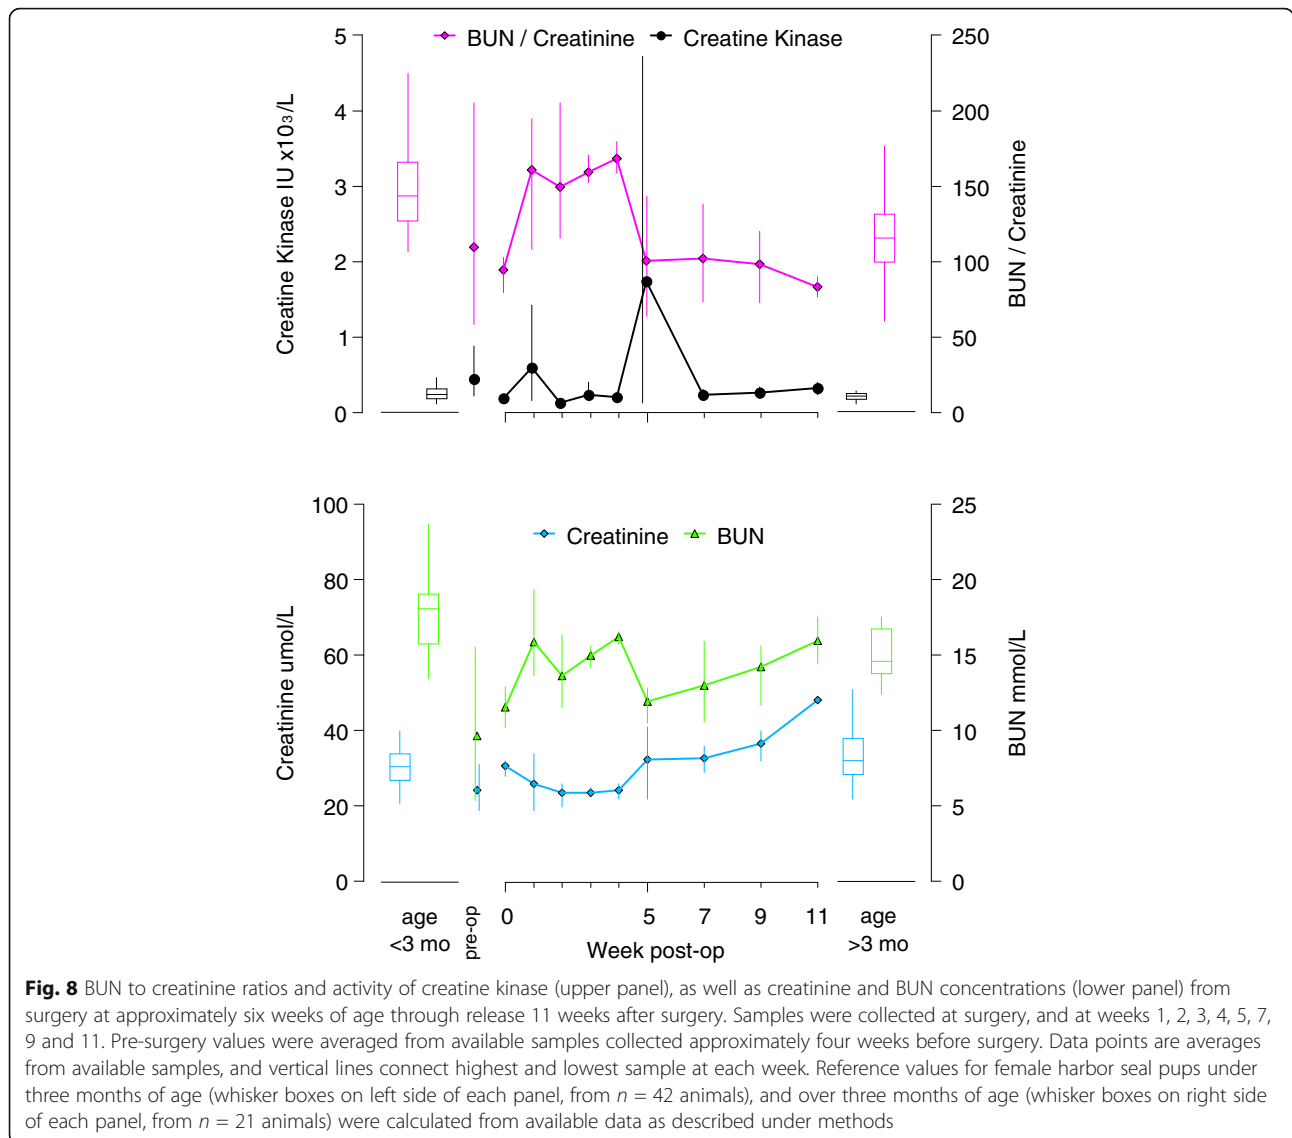 BUN / Creatinine Creatine Kinase
5
4
3
2
1
0
Creatine Kinase IU x10₃/L
250
200
150
100
50
0
BUN / Creatinine
Creatinine BUN
100
80
60
40
20
0
Creatinine umol/L
25
20
15
10
5
0
BUN mmol/L
age
<3 mo
pre-op
0 5 7 9 11
Week post-op
age
>3 mo
Fig. 8 BUN to creatinine ratios and activity of creatine kinase (upper panel), as well as creatinine and BUN concentrations (lower panel) from
surgery at approximately six weeks of age through release 11 weeks after surgery. Samples were collected at surgery, and at weeks 1, 2, 3, 4, 5, 7,
9 and 11. Pre-surgery values were averaged from available samples collected approximately four weeks before surgery. Data points are averages
from available samples, and vertical lines connect highest and lowest sample at each week. Reference values for female harbor seal pups under
three months of age (whisker boxes on left side of each panel, from n = 42 animals), and over three months of age (whisker boxes on right side
of each panel, from n = 21 animals) were calculated from available data as described under methods